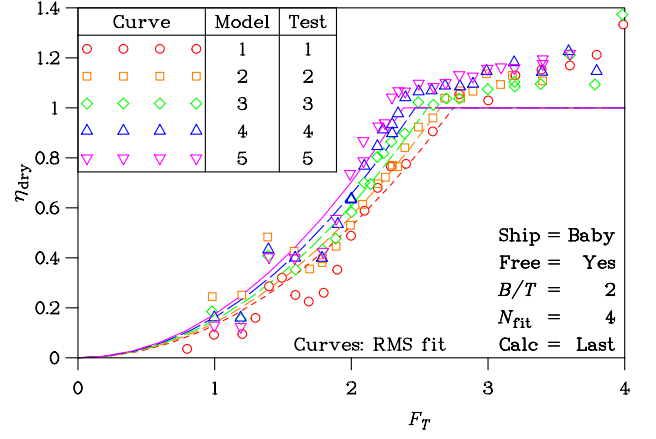 1.4
1.2
1
0.8
0.6
0.4
0.2
0
η_dry
Curve Model Test
1 1
2 2
3 3
4 4
5 5
Ship = Baby
Free = Yes
B/T = 2
N_fit = 4
Calc = Last
Curves: RMS fit
0 1 2 3 4
F_T